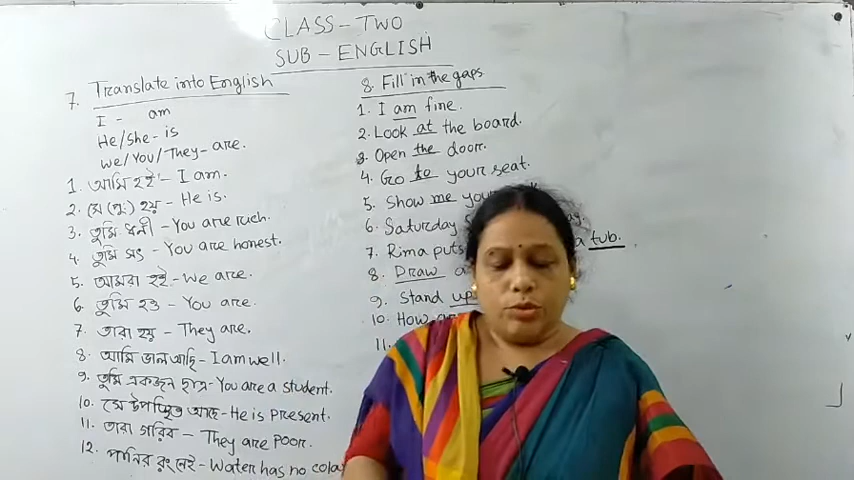 CLASS - TWO
SUB - ENGLISH
7. Translate into English
I - am
He/She - is
We/You/They - are.
1. আমি হই - I am.
2. সে (পুং) হয় - He is.
3. তুমি ধনী - You are rich.
4. তুমি সৎ - You are honest.
5. আমরা হই - We are.
6. তুমি হও - You are.
7. তারা হয় - They are.
8. আমি ভাল আছি - I am well.
9. তুমি একজন ছাত্র - You are a student.
10. সে উপস্থিত আছে - He is Present.
11. তারা গরিব - They are Poor.
12. পানির রং নেই - Water has no
8. Fill in the gaps
1. I am fine.
2. Look at the board.
3. Open the door.
4. Go to your seat.
5. Show me
6. Saturday
7. Rima puts a tub.
8. Draw
9. Stand up
10. How
11.